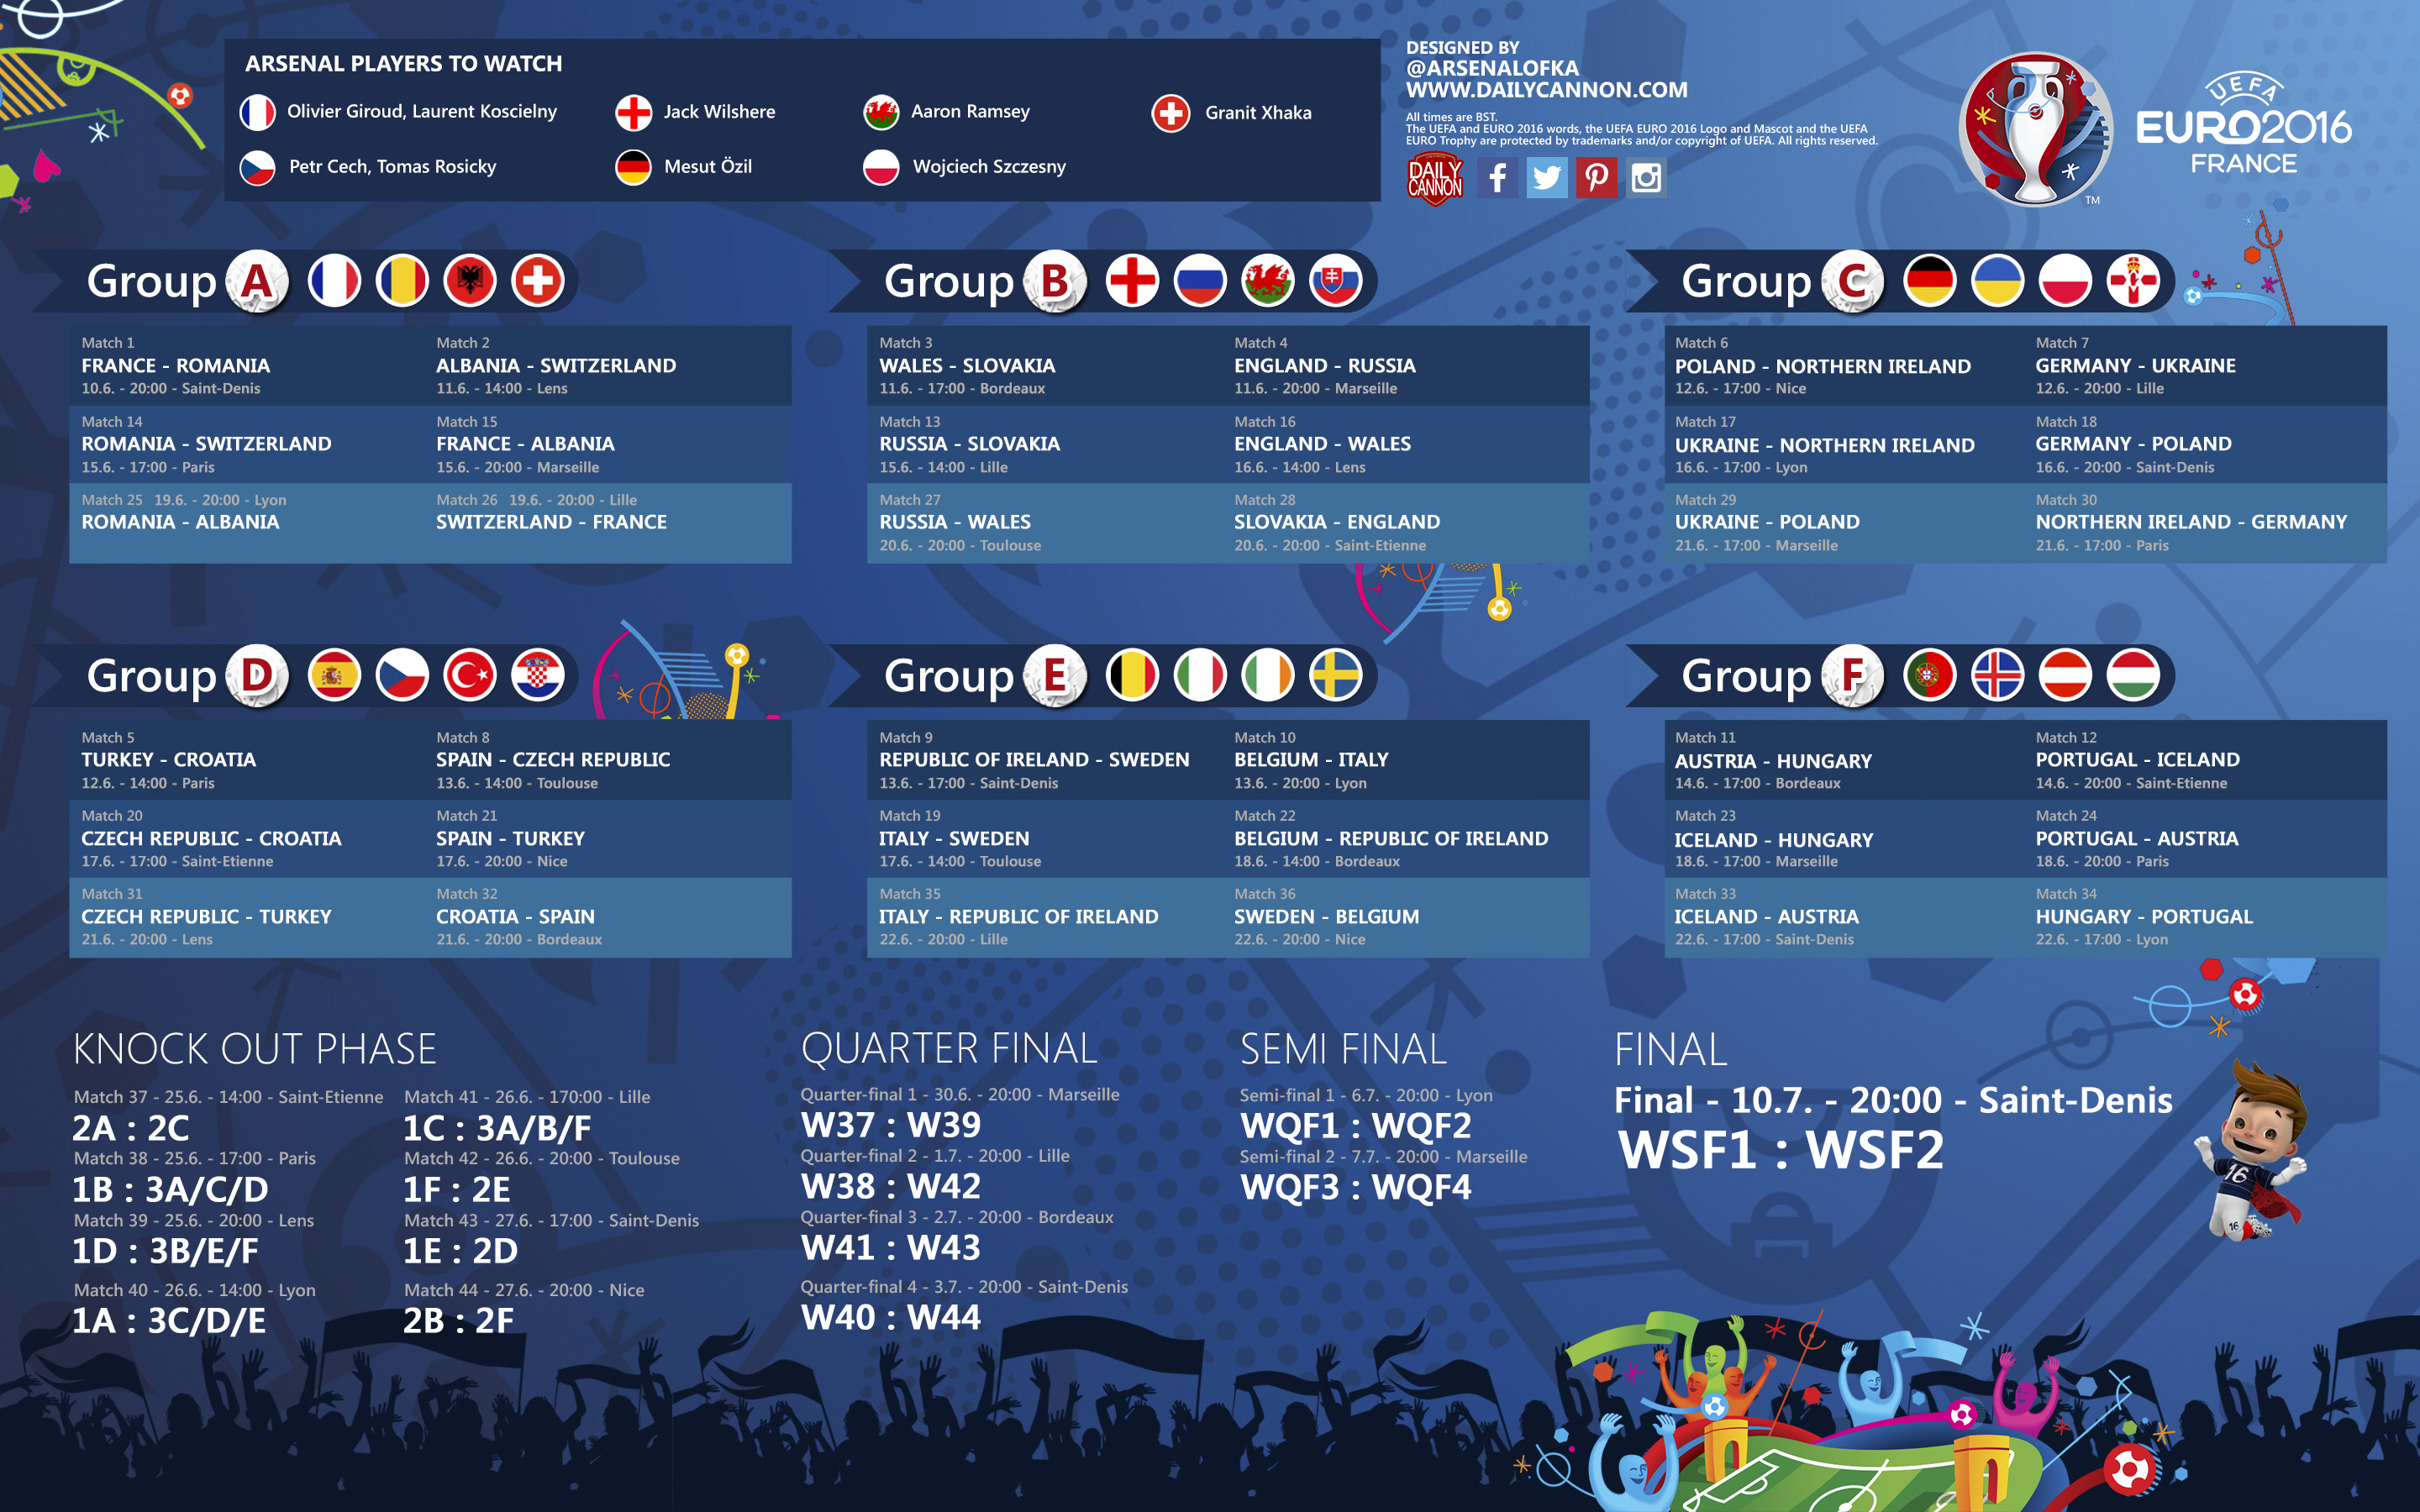 ARSENAL PLAYERS TO WATCH
Olivier Giroud, Laurent Koscielny
Jack Wilshere
Aaron Ramsey
Granit Xhaka
Petr Cech, Tomas Rosicky
Mesut Özil
Wojciech Szczesny
DESIGNED BY
@ARSENALOFKA
WWW.DAILYCANNON.COM
All times are BST.
The UEFA and EURO 2016 words, the UEFA EURO 2016 Logo and Mascot and the UEFA
EURO Trophy are protected by trademarks and/or copyright of UEFA. All rights reserved.
DAILY
CANNON
TM
UEFA
EURO2016
FRANCE
Group A
Match 1
FRANCE - ROMANIA
10.6. - 20:00 - Saint-Denis
Match 2
ALBANIA - SWITZERLAND
11.6. - 14:00 - Lens
Match 14
ROMANIA - SWITZERLAND
15.6. - 17:00 - Paris
Match 15
FRANCE - ALBANIA
15.6. - 20:00 - Marseille
Match 25 19.6. - 20:00 - Lyon
ROMANIA - ALBANIA
Match 26 19.6. - 20:00 - Lille
SWITZERLAND - FRANCE
Group B
Match 3
WALES - SLOVAKIA
11.6. - 17:00 - Bordeaux
Match 4
ENGLAND - RUSSIA
11.6. - 20:00 - Marseille
Match 13
RUSSIA - SLOVAKIA
15.6. - 14:00 - Lille
Match 16
ENGLAND - WALES
16.6. - 14:00 - Lens
Match 27
RUSSIA - WALES
20.6. - 20:00 - Toulouse
Match 28
SLOVAKIA - ENGLAND
20.6. - 20:00 - Saint-Etienne
Group C
Match 6
POLAND - NORTHERN IRELAND
12.6. - 17:00 - Nice
Match 7
GERMANY - UKRAINE
12.6. - 20:00 - Lille
Match 17
UKRAINE - NORTHERN IRELAND
16.6. - 17:00 - Lyon
Match 18
GERMANY - POLAND
16.6. - 20:00 - Saint-Denis
Match 29
UKRAINE - POLAND
21.6. - 17:00 - Marseille
Match 30
NORTHERN IRELAND - GERMANY
21.6. - 17:00 - Paris
Group D
Match 5
TURKEY - CROATIA
12.6. - 14:00 - Paris
Match 8
SPAIN - CZECH REPUBLIC
13.6. - 14:00 - Toulouse
Match 20
CZECH REPUBLIC - CROATIA
17.6. - 17:00 - Saint-Etienne
Match 21
SPAIN - TURKEY
17.6. - 20:00 - Nice
Match 31
CZECH REPUBLIC - TURKEY
21.6. - 20:00 - Lens
Match 32
CROATIA - SPAIN
21.6. - 20:00 - Bordeaux
Group E
Match 9
REPUBLIC OF IRELAND - SWEDEN
13.6. - 17:00 - Saint-Denis
Match 10
BELGIUM - ITALY
13.6. - 20:00 - Lyon
Match 19
ITALY - SWEDEN
17.6. - 14:00 - Toulouse
Match 22
BELGIUM - REPUBLIC OF IRELAND
18.6. - 14:00 - Bordeaux
Match 35
ITALY - REPUBLIC OF IRELAND
22.6. - 20:00 - Lille
Match 36
SWEDEN - BELGIUM
22.6. - 20:00 - Nice
Group F
Match 11
AUSTRIA - HUNGARY
14.6. - 17:00 - Bordeaux
Match 12
PORTUGAL - ICELAND
14.6. - 20:00 - Saint-Etienne
Match 23
ICELAND - HUNGARY
18.6. - 17:00 - Marseille
Match 24
PORTUGAL - AUSTRIA
18.6. - 20:00 - Paris
Match 33
ICELAND - AUSTRIA
22.6. - 17:00 - Saint-Denis
Match 34
HUNGARY - PORTUGAL
22.6. - 17:00 - Lyon
KNOCK OUT PHASE
Match 37 - 25.6. - 14:00 - Saint-Etienne
2A : 2C
Match 38 - 25.6. - 17:00 - Paris
1B : 3A/C/D
Match 39 - 25.6. - 20:00 - Lens
1D : 3B/E/F
Match 40 - 26.6. - 14:00 - Lyon
1A : 3C/D/E
Match 41 - 26.6. - 170:00 - Lille
1C : 3A/B/F
Match 42 - 26.6. - 20:00 - Toulouse
1F : 2E
Match 43 - 27.6. - 17:00 - Saint-Denis
1E : 2D
Match 44 - 27.6. - 20:00 - Nice
2B : 2F
QUARTER FINAL
Quarter-final 1 - 30.6. - 20:00 - Marseille
W37 : W39
Quarter-final 2 - 1.7. - 20:00 - Lille
W38 : W42
Quarter-final 3 - 2.7. - 20:00 - Bordeaux
W41 : W43
Quarter-final 4 - 3.7. - 20:00 - Saint-Denis
W40 : W44
SEMI FINAL
Semi-final 1 - 6.7. - 20:00 - Lyon
WQF1 : WQF2
Semi-final 2 - 7.7. - 20:00 - Marseille
WQF3 : WQF4
FINAL
Final - 10.7. - 20:00 - Saint-Denis
WSF1 : WSF2
16
16